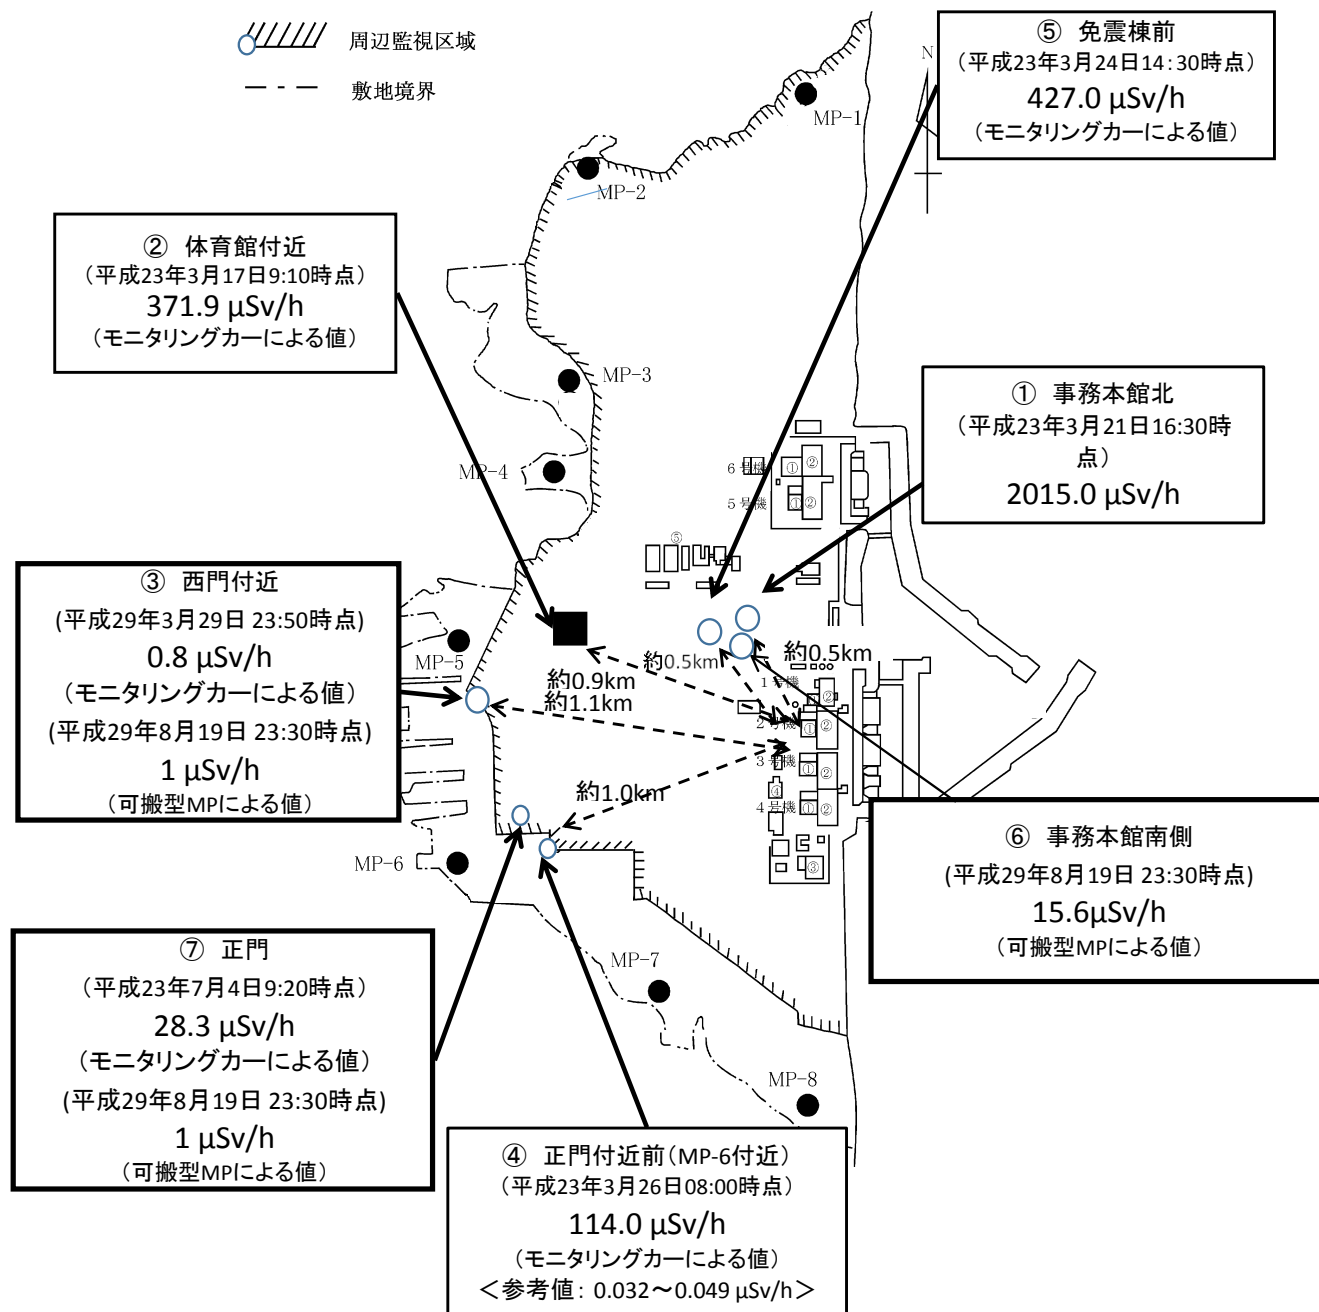 周辺監視区域
敷地境界
⑤ 免震棟前
（平成23年3月24日14:30時点）
427.0 μSv/h
（モニタリングカーによる値）
N
MP-1
MP-2
② 体育館付近
（平成23年3月17日9:10時点）
371.9 μSv/h
（モニタリングカーによる値）
MP-3
① 事務本館北
（平成23年3月21日16:30時
点）
2015.0 μSv/h
MP-4
6号機
①
②
5号機
①
②
⑤
③ 西門付近
(平成29年3月29日 23:50時点)
0.8 μSv/h
（モニタリングカーによる値）
(平成29年8月19日 23:30時点)
1 μSv/h
（可搬型MPによる値）
MP-5
約0.5km
約0.5km
約0.9km
約1.1km
1号機
②
2号機
①
②
3号機
①
②
約1.0km
④
4号機
①
②
③
MP-6
⑥ 事務本館南側
(平成29年8月19日 23:30時点)
15.6μSv/h
（可搬型MPによる値）
⑦ 正門
（平成23年7月4日9:20時点）
28.3 μSv/h
（モニタリングカーによる値）
(平成29年8月19日 23:30時点)
1 μSv/h
（可搬型MPによる値）
MP-7
MP-8
④ 正門付近前（MP-6付近）
（平成23年3月26日08:00時点）
114.0 μSv/h
（モニタリングカーによる値）
＜参考値： 0.032～0.049 μSv/h＞